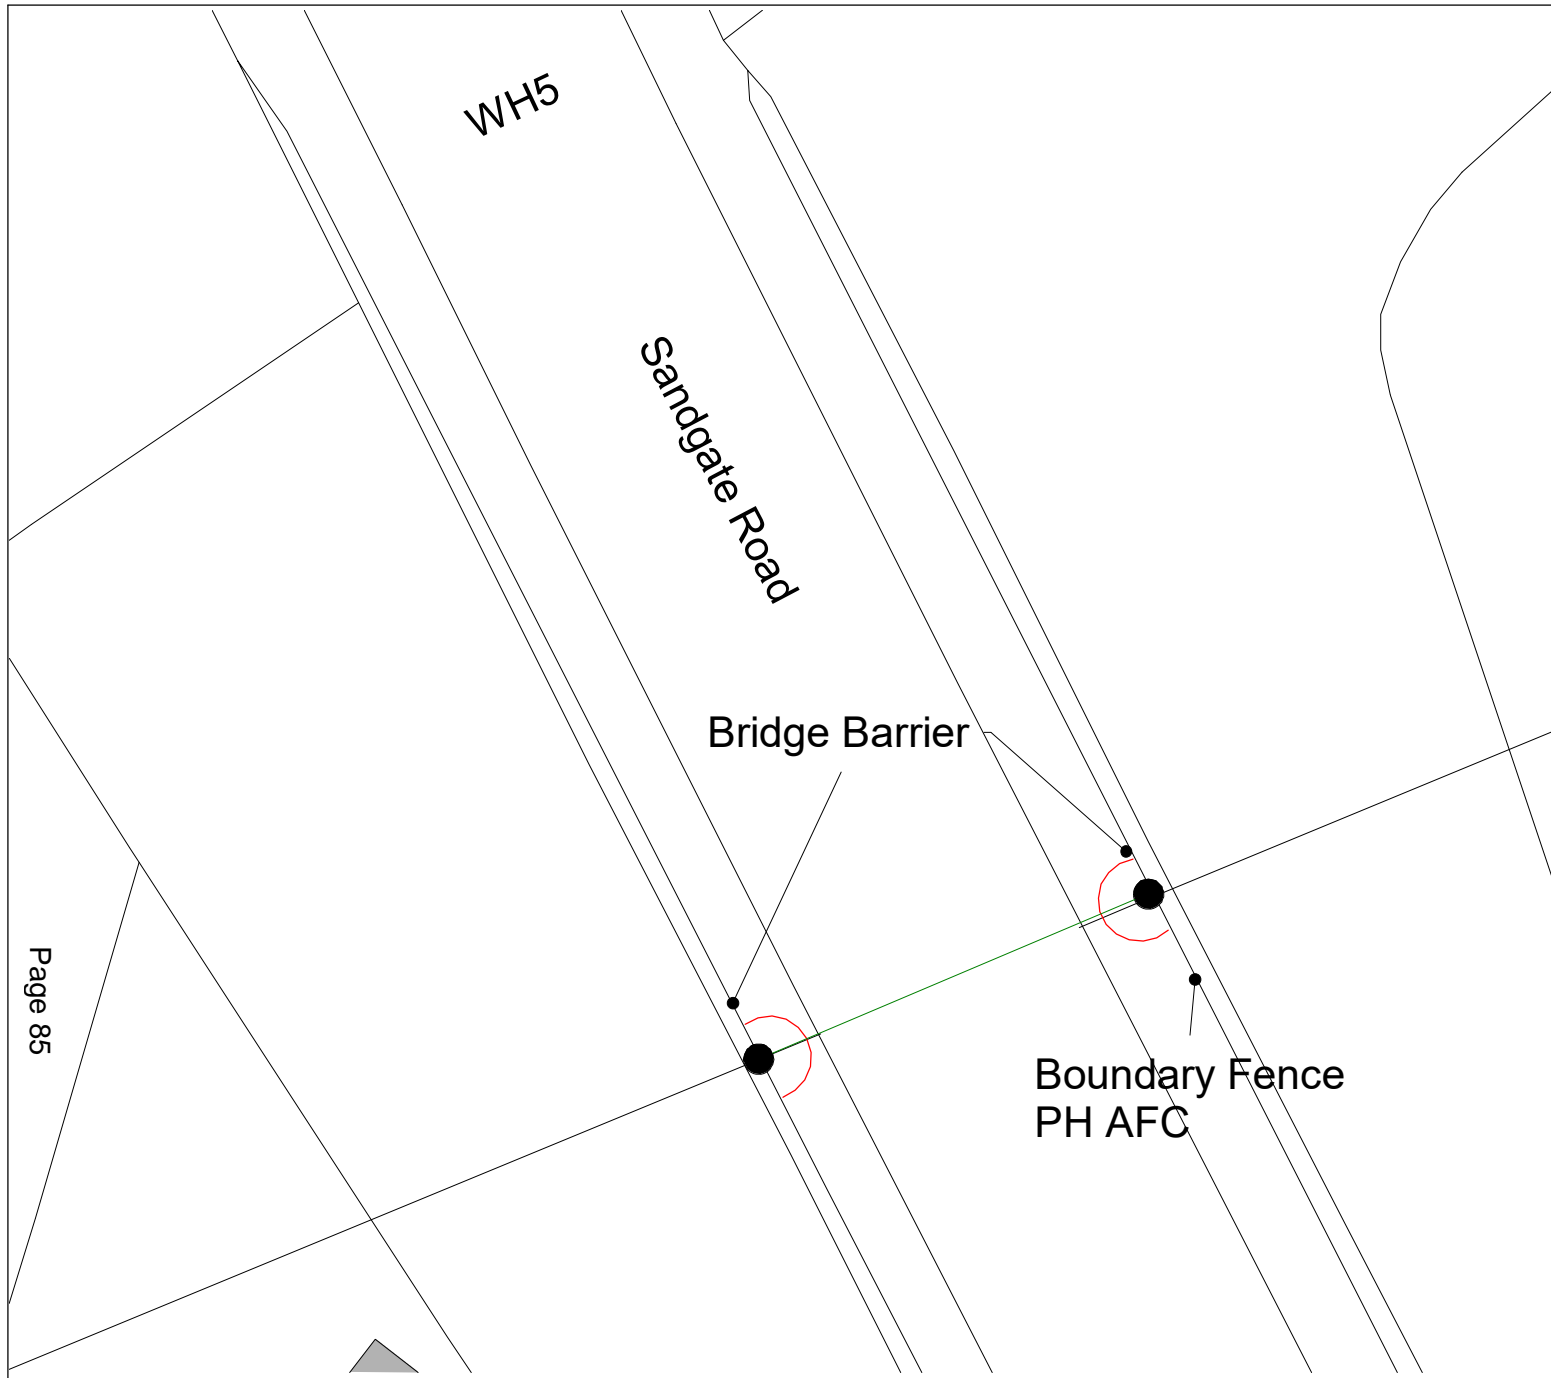 WH5
Sandgate Road
Bridge Barrier
Page 85
Boundary Fence
PH AFC